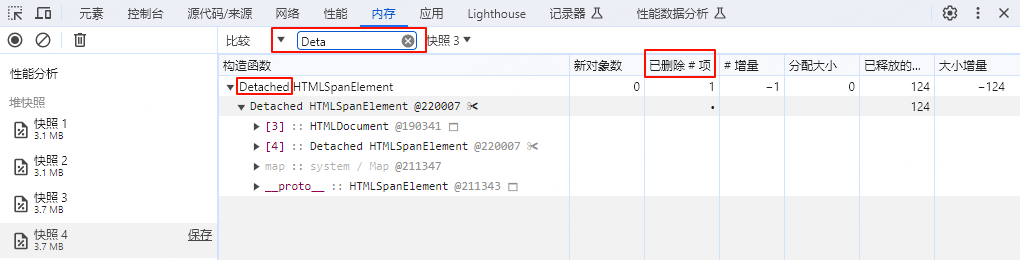 元素 控制台 源代码/来源 网络 性能 内存 应用 Lighthouse 记录器 性能数据分析
比较 Deta 快照 3
性能分析
堆快照
快照 1
3.1 MB
快照 2
3.1 MB
快照 3
3.7 MB
快照 4 保存
3.7 MB
构造函数 新对象数 已删除 # 项 # 增量 分配大小 已释放的... 大小增量
Detached HTMLSpanElement 0 1 −1 0 124 −124
Detached HTMLSpanElement @220007 • 124
[3] :: HTMLDocument @190341
[4] :: Detached HTMLSpanElement @220007
map :: system / Map @211347
__proto__ :: HTMLSpanElement @211343